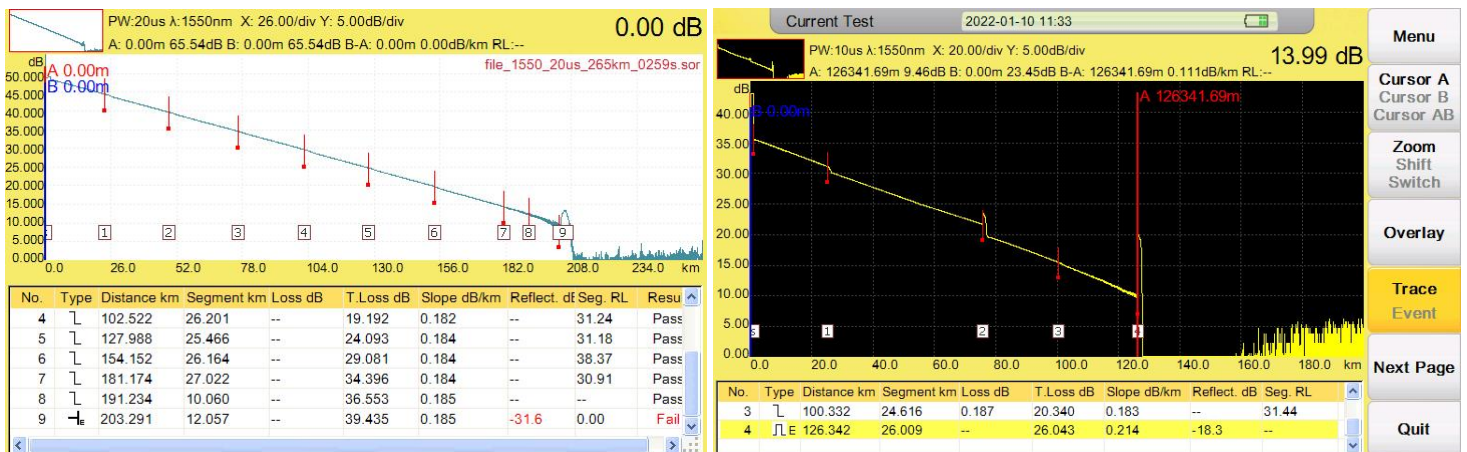 PW:20us λ:1550nm X: 26.00/div Y: 5.00dB/div
0.00 dB
A: 0.00m 65.54dB B: 0.00m 65.54dB B-A: 0.00m 0.00dB/km RL:--
dB
A 0.00m
file_1550_20us_265km_0259s.sor
50.000
B 0.00m
45.000
40.000
35.000
30.000
25.000
20.000
15.000
10.000
1 2 3 4 5 6 7 8 9
5.000
0.000
0.0 26.0 52.0 78.0 104.0 130.0 156.0 182.0 208.0 234.0 km
No. Type Distance km Segment km Loss dB T.Loss dB Slope dB/km Reflect. dE Seg. RL Resu
4 102.522 26.201 -- 19.192 0.182 -- 31.24 Pass
5 127.988 25.466 -- 24.093 0.184 -- 31.18 Pass
6 154.152 26.164 -- 29.081 0.184 -- 38.37 Pass
7 181.174 27.022 -- 34.396 0.184 -- 30.91 Pass
8 191.234 10.060 -- 36.553 0.185 -- -- Pass
9 E 203.291 12.057 -- 39.435 0.185 -31.6 0.00 Fail
Current Test 2022-01-10 11:33
PW:10us λ:1550nm X: 20.00/div Y: 5.00dB/div
13.99 dB
A: 126341.69m 9.46dB B: 0.00m 23.45dB B-A: 126341.69m 0.111dB/km RL:--
dB
A 126341.69m
40.00
B 0.00m
35.00
30.00
25.00
20.00
15.00
10.00
5.00
s 1 2 3
0.00
0.0 20.0 40.0 60.0 80.0 100.0 120.0 140.0 160.0 180.0 km
No. Type Distance km Segment km Loss dB T.Loss dB Slope dB/km Reflect. dB Seg. RL
3 100.332 24.616 0.187 20.340 0.183 -- 31.44
4 E 126.342 26.009 -- 26.043 0.214 -18.3 --
Menu
Cursor A
Cursor B
Cursor AB
Zoom
Shift
Switch
Overlay
Trace
Event
Next Page
Quit